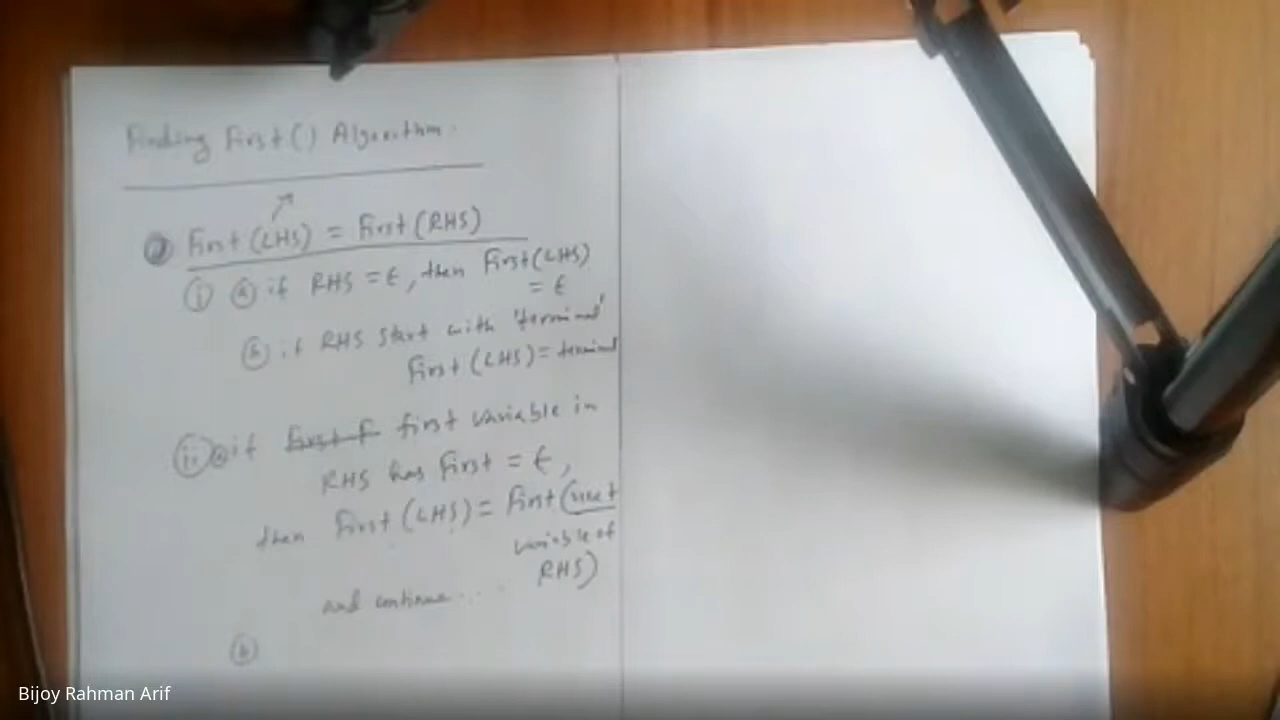 Finding First() Algorithm.
First(LHS) = First(RHS)
(i) (a) if RHS = ϵ, then First(LHS)
= ϵ
(b) if RHS start with 'terminal'
First(LHS) = terminal
(ii) (a) if first variable in
RHS has First = ϵ,
then First(LHS) = First(next
variable of
RHS)
and continue....
(b)
Bijoy Rahman Arif